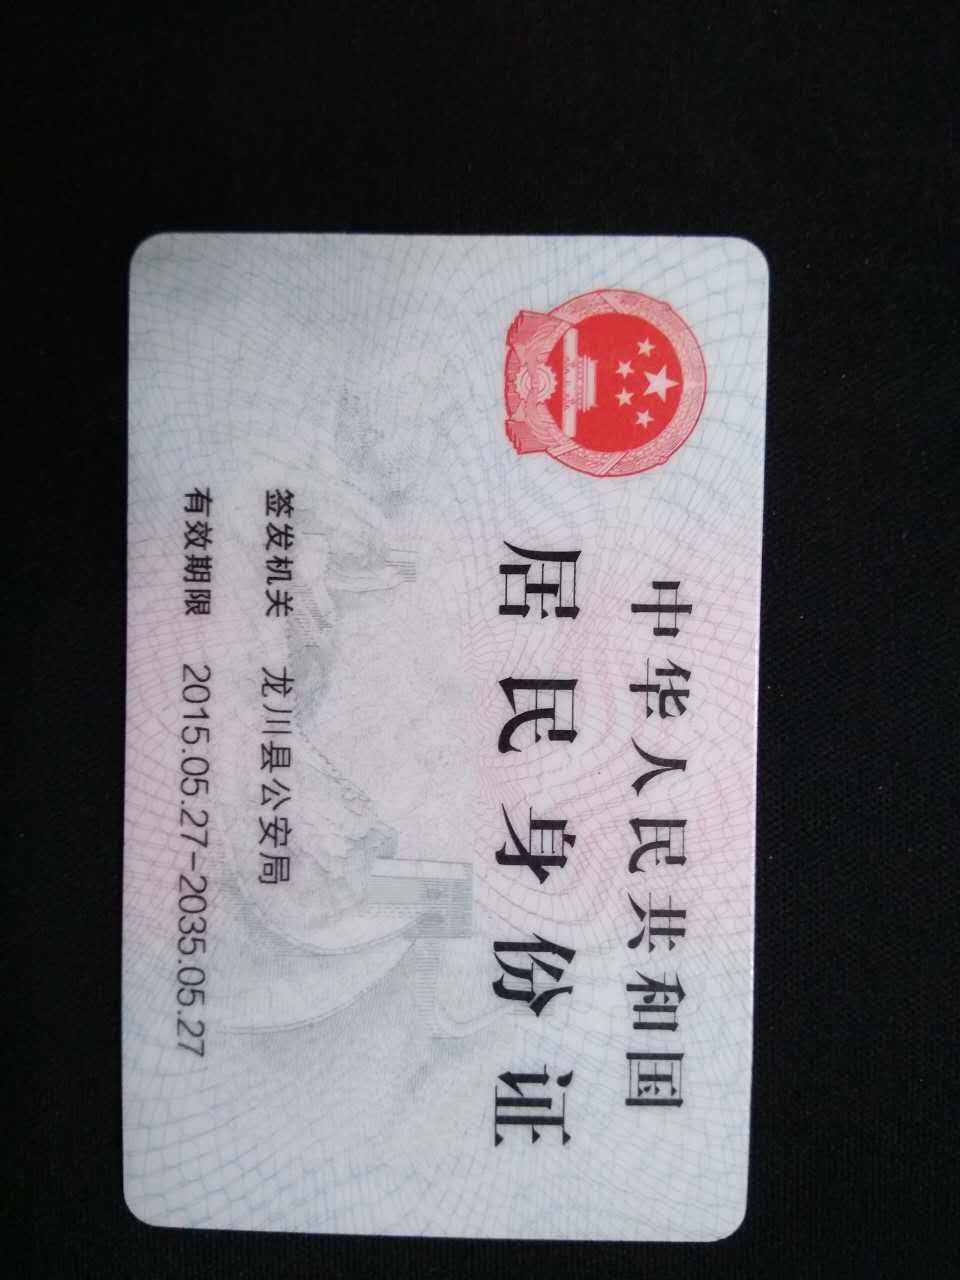 中华人民共和国
居民身份证
签发机关 龙川县公安局
有效期限 2015.05.27-2035.05.27